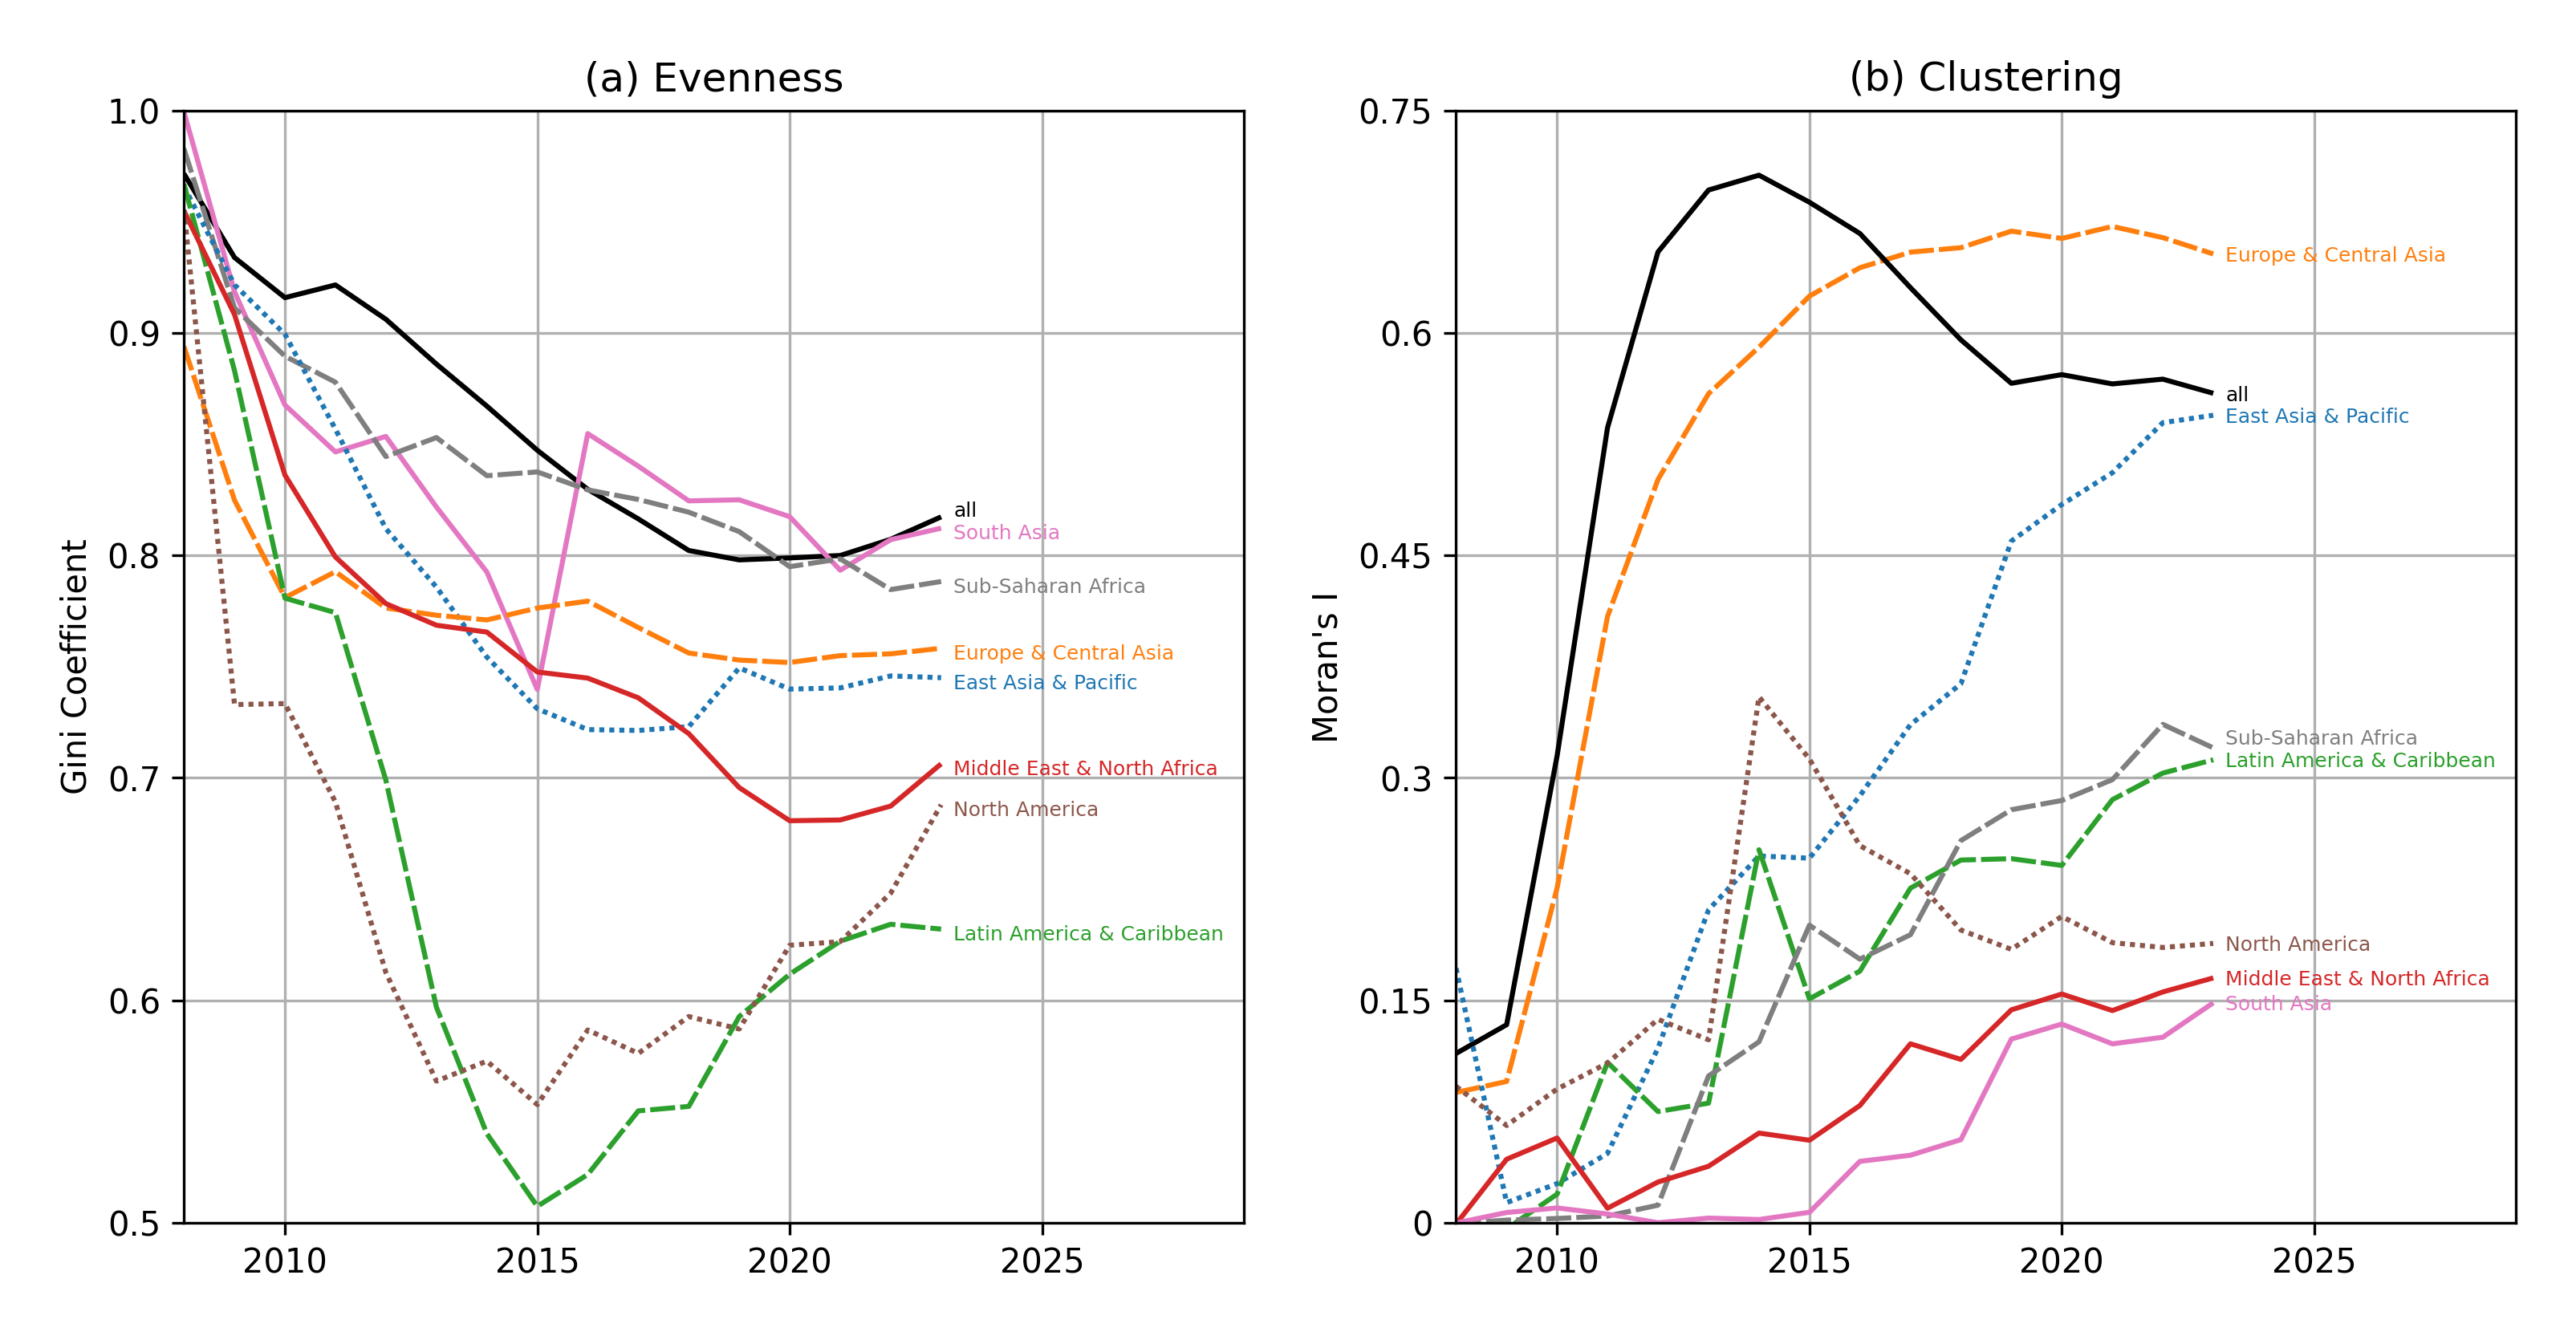 (a) Evenness
1.0
0.9
0.8
0.7
0.6
0.5
Gini Coefficient
2010
2015
2020
2025
all
South Asia
Sub-Saharan Africa
Europe & Central Asia
East Asia & Pacific
Middle East & North Africa
North America
Latin America & Caribbean
(b) Clustering
0.75
0.6
0.45
0.3
0.15
0
Moran's I
2010
2015
2020
2025
Europe & Central Asia
all
East Asia & Pacific
Sub-Saharan Africa
Latin America & Caribbean
North America
Middle East & North Africa
South Asia